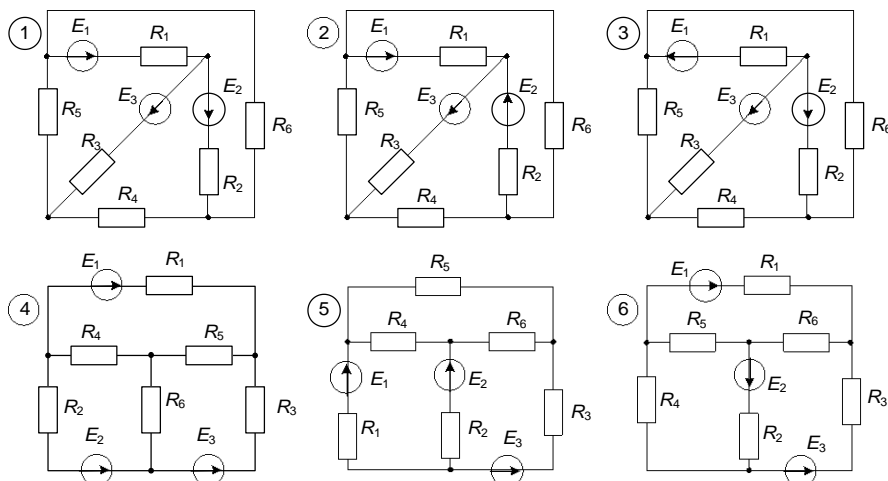 1 E1 R1
R5 E3 E2
R3 R6
R2
R4
2 E1 R1
R5 E3 E2
R3 R6
R2
R4
3 E1 R1
R5 E3 E2
R3 R6
R2
R4
4 E1 R1
R4 R5
R2 R6 R3
E2 E3
5 R5
R4 R6
E1 E2
R3
R1 R2 E3
6 E1 R1
R5 R6
E2
R4 R3
R2 E3